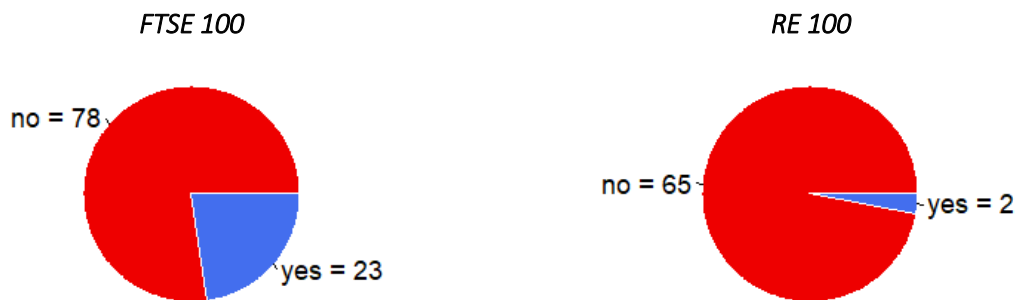 FTSE 100
RE 100
no = 78
yes = 23
no = 65
yes = 2